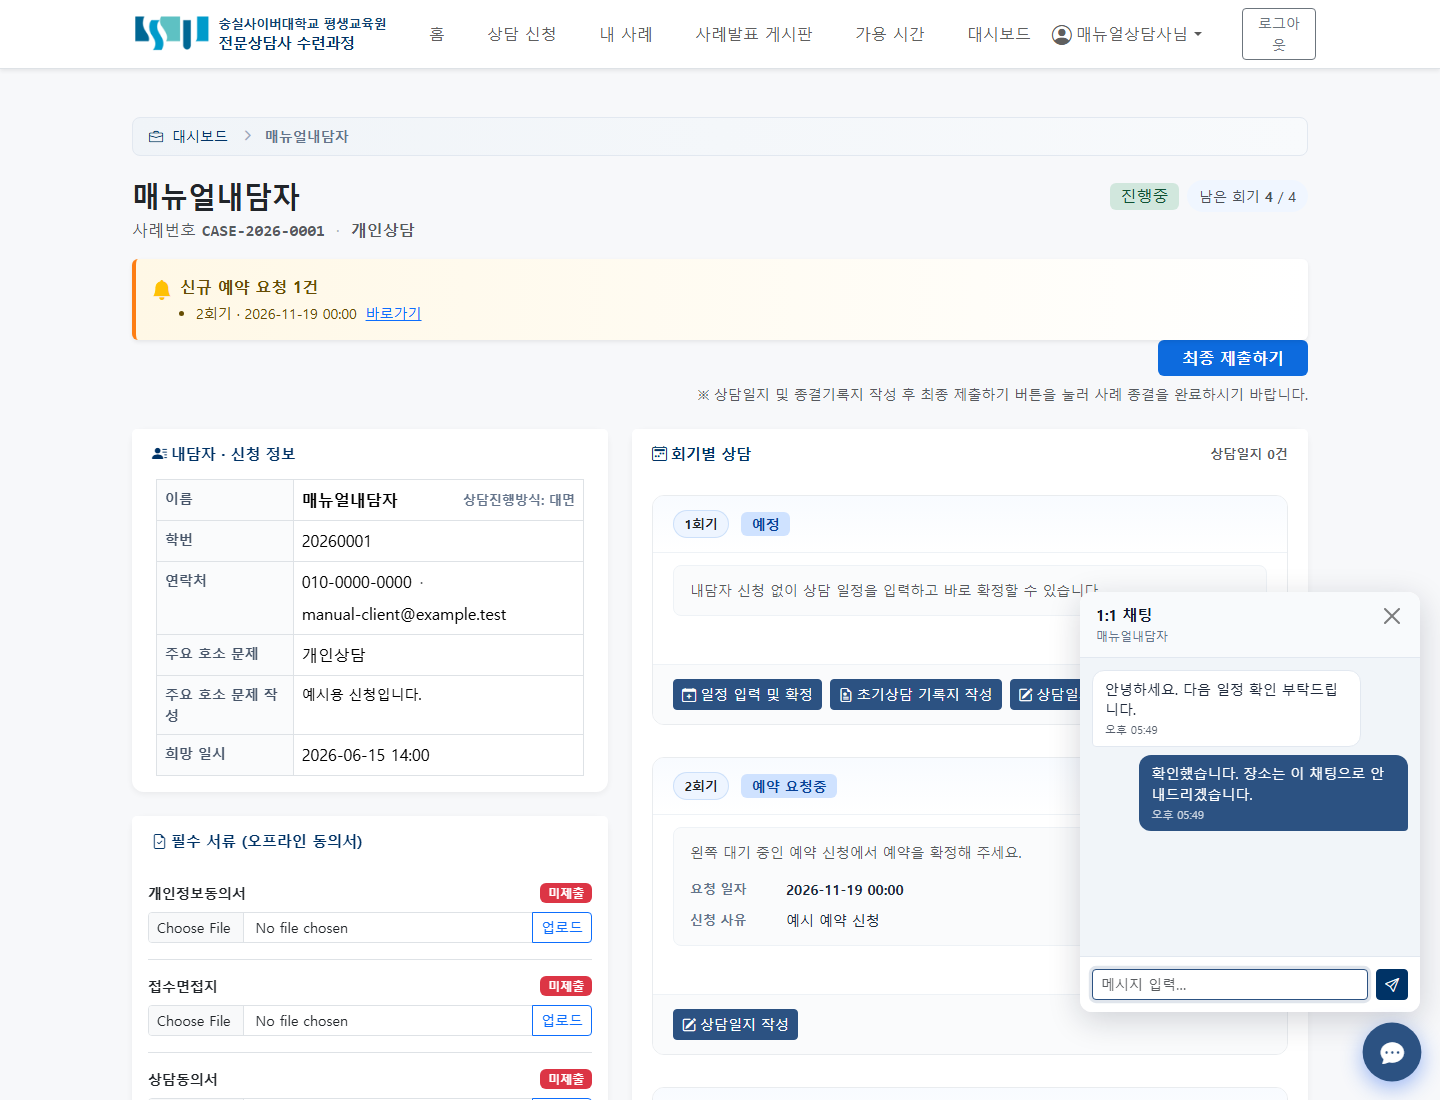 숭실사이버대학교 평생교육원
전문상담사 수련과정
홈
상담 신청
내 사례
사례발표 게시판
가용 시간
대시보드
매뉴얼상담사님
로그아
웃
대시보드
매뉴얼내담자
매뉴얼내담자
진행중
남은 회기 4 / 4
사례번호 CASE-2026-0001 · 개인상담
신규 예약 요청 1건
• 2회기 · 2026-11-19 00:00 바로가기
최종 제출하기
※ 상담일지 및 종결기록지 작성 후 최종 제출하기 버튼을 눌러 사례 종결을 완료하시기 바랍니다.
내담자 · 신청 정보
이름
매뉴얼내담자
상담진행방식: 대면
학번
20260001
연락처
010-0000-0000 ·
manual-client@example.test
주요 호소 문제
개인상담
주요 호소 문제 작
성
예시용 신청입니다.
희망 일시
2026-06-15 14:00
필수 서류 (오프라인 동의서)
개인정보동의서
미제출
Choose File No file chosen
업로드
접수면접지
미제출
Choose File No file chosen
업로드
상담동의서
미제출
회기별 상담
상담일지 0건
1회기
예정
내담자 신청 없이 상담 일정을 입력하고 바로 확정할 수 있습니다
일정 입력 및 확정
초기상담 기록지 작성
상담일
2회기
예약 요청중
왼쪽 대기 중인 예약 신청에서 예약을 확정해 주세요.
요청 일자
2026-11-19 00:00
신청 사유
예시 예약 신청
상담일지 작성
1:1 채팅
매뉴얼내담자
안녕하세요. 다음 일정 확인 부탁드립
니다.
오후 05:49
확인했습니다. 장소는 이 채팅으로 안
내드리겠습니다.
오후 05:49
메시지 입력...